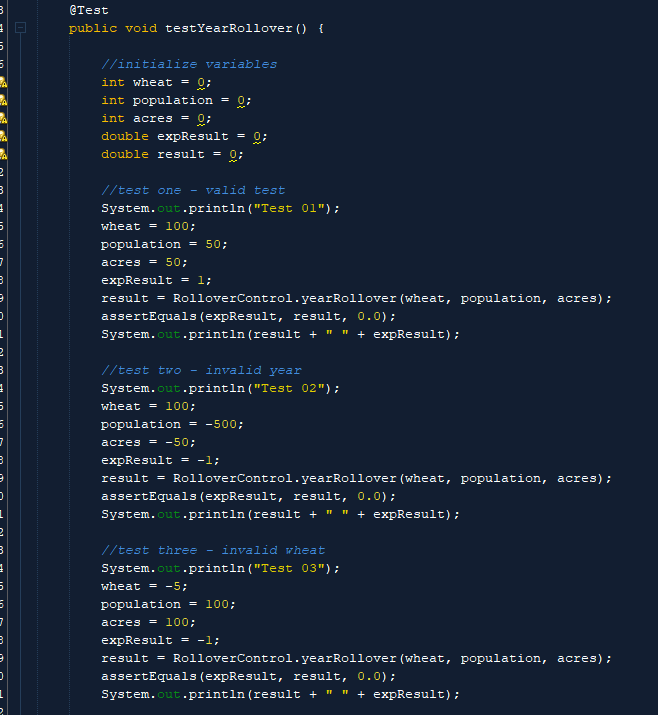 @Test
public void testYearRollover() {
//initialize variables
int wheat = 0;
int population = 0;
int acres = 0;
double expResult = 0;
double result = 0;
//test one - valid test
System.out.println("Test 01");
wheat = 100;
population = 50;
acres = 50;
expResult = 1;
result = RolloverControl.yearRollover(wheat, population, acres);
assertEquals(expResult, result, 0.0);
System.out.println(result + " " + expResult);
//test two - invalid year
System.out.println("Test 02");
wheat = 100;
population = -500;
acres = -50;
expResult = -1;
result = RolloverControl.yearRollover(wheat, population, acres);
assertEquals(expResult, result, 0.0);
System.out.println(result + " " + expResult);
//test three - invalid wheat
System.out.println("Test 03");
wheat = -5;
population = 100;
acres = 100;
expResult = -1;
result = RolloverControl.yearRollover(wheat, population, acres);
assertEquals(expResult, result, 0.0);
System.out.println(result + " " + expResult);